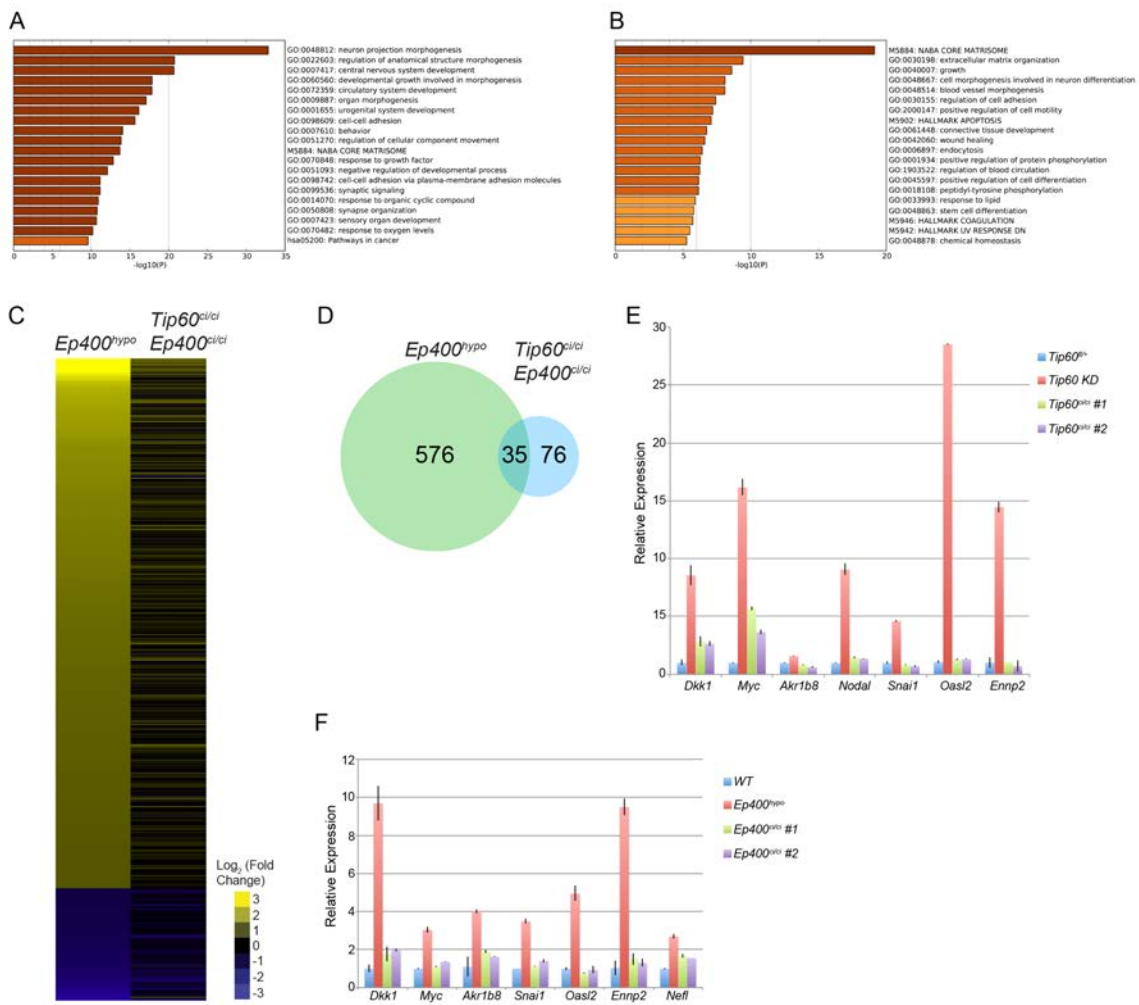 A
GO:0048812: neuron projection morphogenesis
GO:0022603: regulation of anatomical structure morphogenesis
GO:0007417: central nervous system development
GO:0060560: developmental growth involved in morphogenesis
GO:0072359: circulatory system development
GO:0009887: organ morphogenesis
GO:0001655: urogenital system development
GO:0098609: cell-cell adhesion
GO:0007610: behavior
GO:0051270: regulation of cellular component movement
M5884: NABA CORE MATRISOME
GO:0070848: response to growth factor
GO:0051093: negative regulation of developmental process
GO:0098742: cell-cell adhesion via plasma-membrane adhesion molecules
GO:0099536: synaptic signaling
GO:0014070: response to organic cyclic compound
GO:0050808: synapse organization
GO:0007423: sensory organ development
GO:0070482: response to oxygen levels
hsa05200: Pathways in cancer
0 5 10 15 20 25 30 35
-log10(P)
B
M5884: NABA CORE MATRISOME
GO:0030198: extracellular matrix organization
GO:0040007: growth
GO:0048667: cell morphogenesis involved in neuron differentiation
GO:0048514: blood vessel morphogenesis
GO:0030155: regulation of cell adhesion
GO:2000147: positive regulation of cell motility
M5902: HALLMARK APOPTOSIS
GO:0061448: connective tissue development
GO:0042060: wound healing
GO:0006897: endocytosis
GO:0001934: positive regulation of protein phosphorylation
GO:1903522: regulation of blood circulation
GO:0045597: positive regulation of cell differentiation
GO:0018108: peptidyl-tyrosine phosphorylation
GO:0033993: response to lipid
GO:0048863: stem cell differentiation
M5946: HALLMARK COAGULATION
M5942: HALLMARK UV RESPONSE DN
GO:0048878: chemical homeostasis
0 5 10 15 20
-log10(P)
C
Ep400hypo
Tip60ci/ci
Ep400ci/ci
Log2 (Fold
Change)
3
2
1
0
-1
-2
-3
D
Ep400hypo
Tip60ci/ci
Ep400ci/ci
576 35 76
E
Relative Expression
30
25
20
15
10
15
0
Dkk1 Myc Akr1b8 Nodal Snai1 Oasl2 Ennp2
Tip60 KD
Tip60ci/ci #1
Tip60ci/ci #2
F
Relative Expression
12
10
8
6
4
2
0
Dkk1 Myc Akr1b8 Snai1 Oasl2 Ennp2 Nefl
WT
Ep400hypo
Ep400ci/ci #1
Ep400ci/ci #2